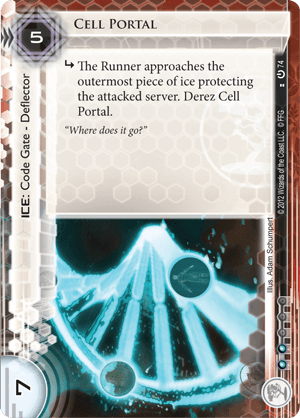 5
CELL PORTAL
ICE: Code Gate - Deflector
↳ The Runner approaches the
outermost piece of ice protecting
the attacked server. Derez Cell
Portal.
“Where does it go?”
74
© 2012 Wizards of the Coast LLC. © FFG
Illus. Adam Schumpert
7